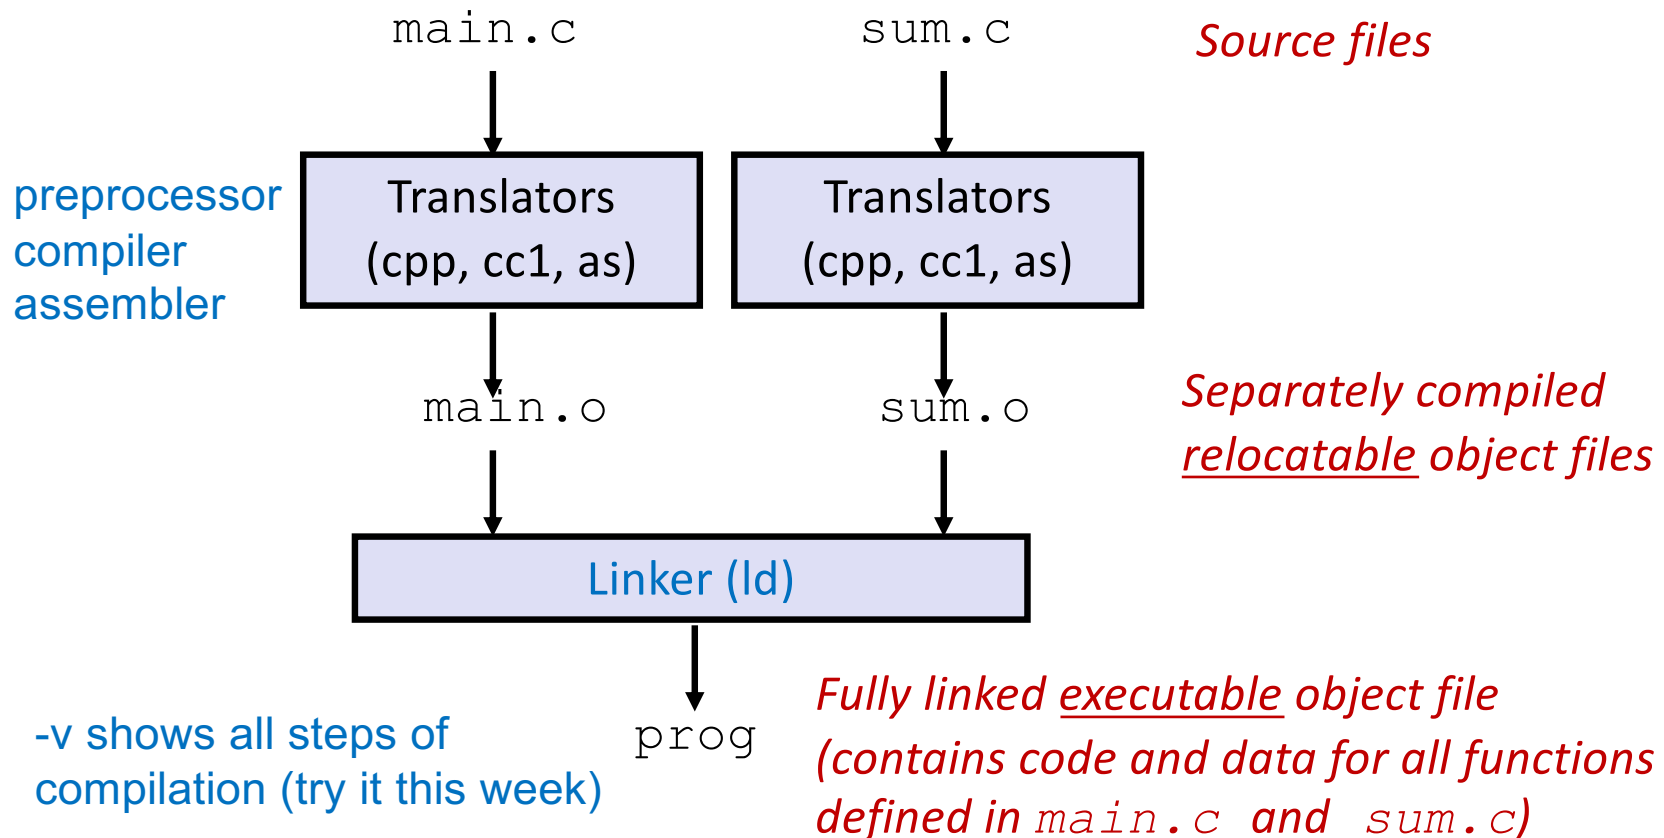 main.c
sum.c
Source files
preprocessor
compiler
assembler
Translators
(cpp, cc1, as)
Translators
(cpp, cc1, as)
main.o
sum.o
Separately compiled
relocatable object files
Linker (ld)
-v shows all steps of
compilation (try it this week)
prog
Fully linked executable object file
(contains code and data for all functions
defined in main.c and sum.c)